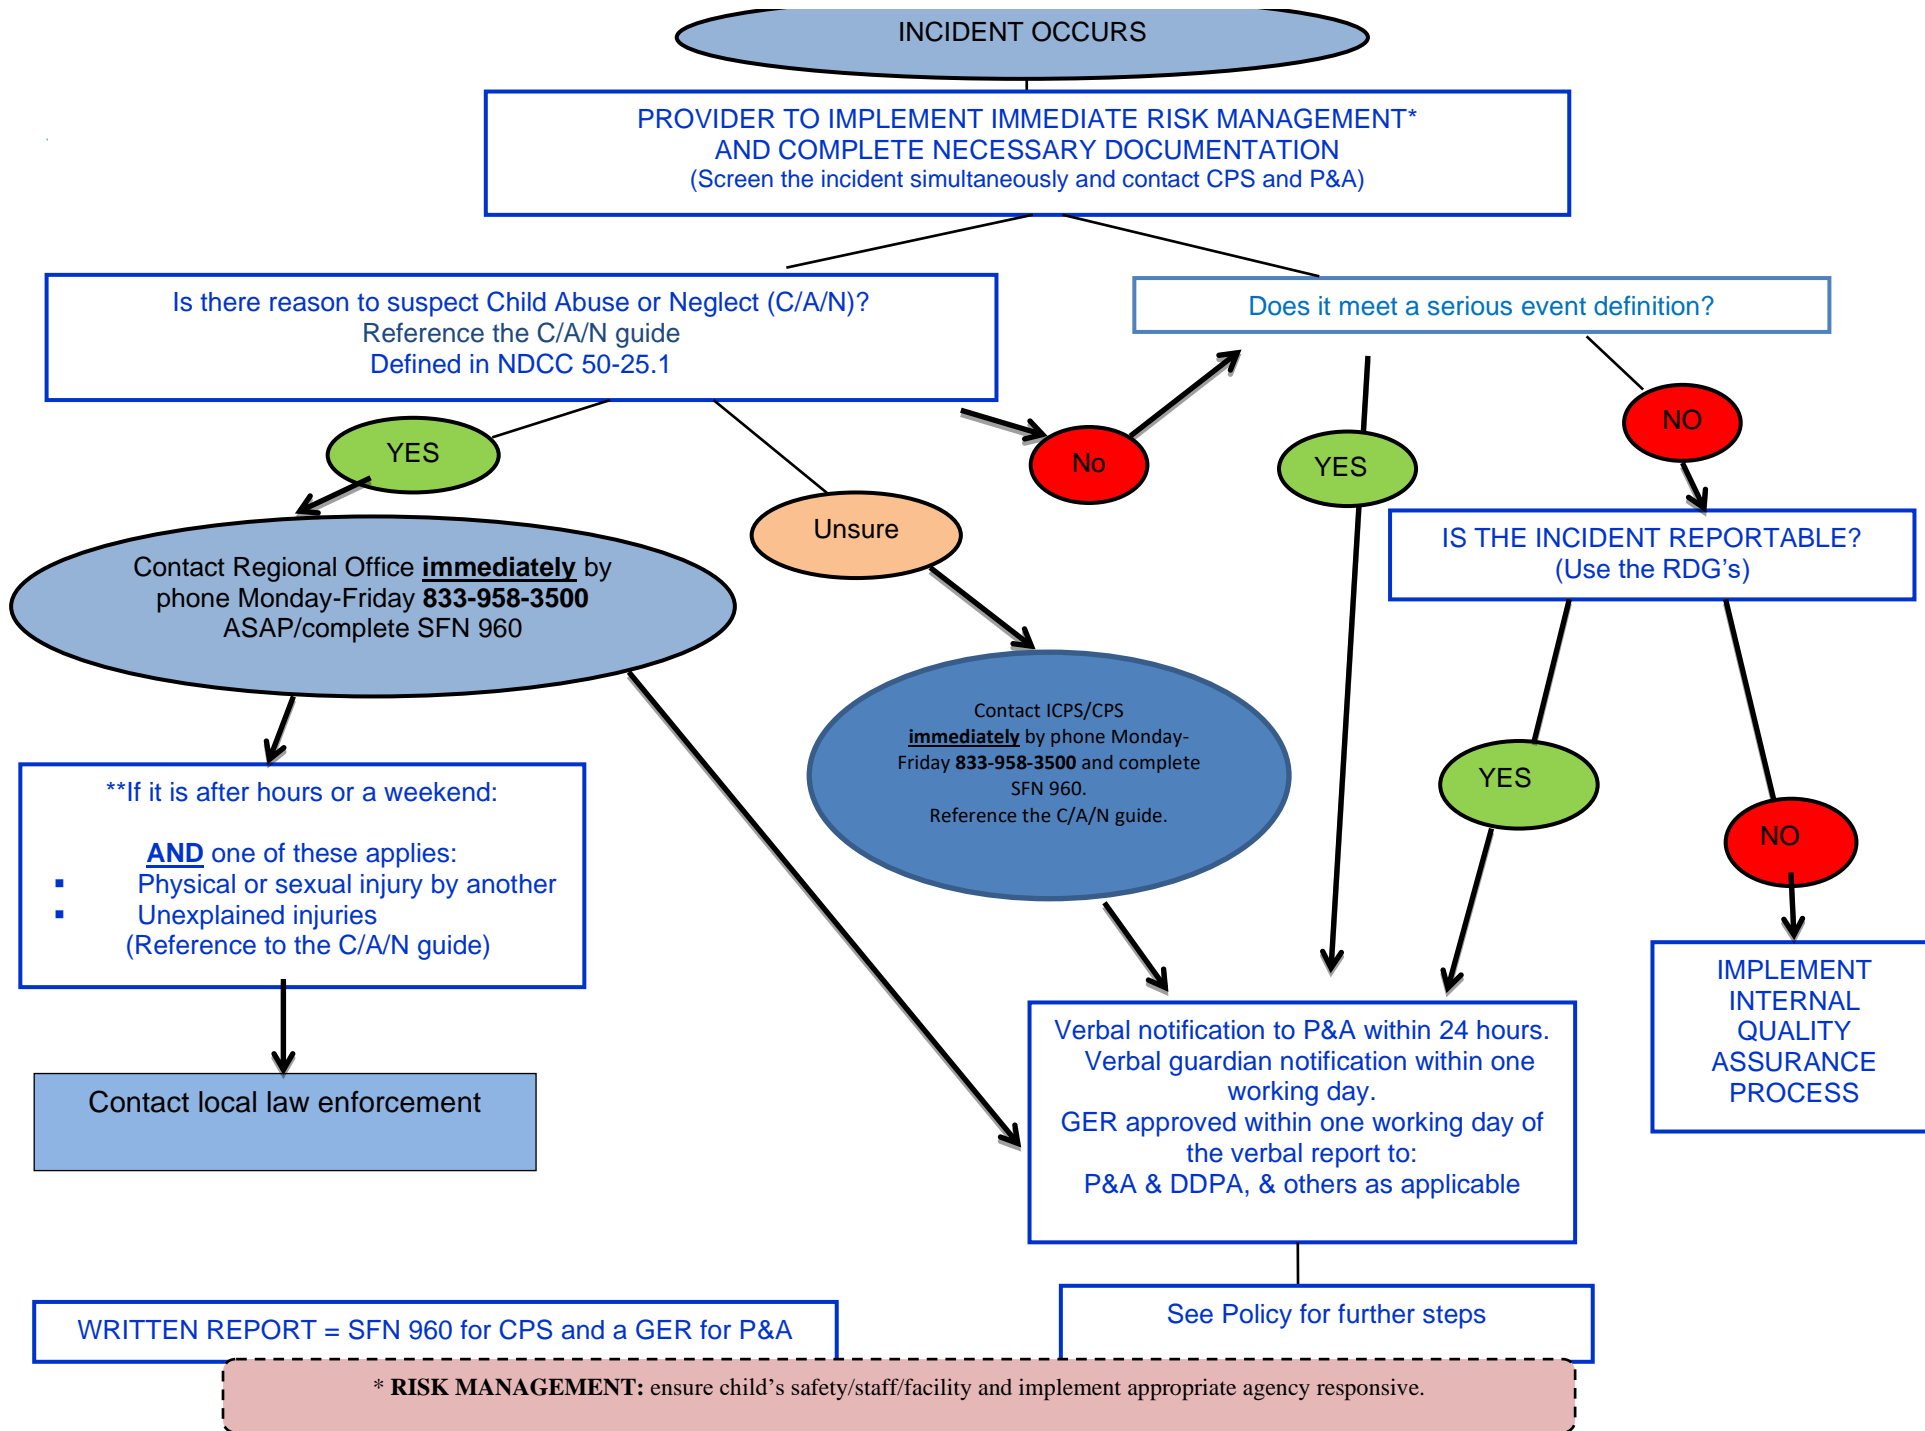 INCIDENT OCCURS
PROVIDER TO IMPLEMENT IMMEDIATE RISK MANAGEMENT*
AND COMPLETE NECESSARY DOCUMENTATION
(Screen the incident simultaneously and contact CPS and P&A)
Is there reason to suspect Child Abuse or Neglect (C/A/N)?
Reference the C/A/N guide
Defined in NDCC 50-25.1
Does it meet a serious event definition?
YES
Unsure
No
YES
NO
Contact Regional Office immediately by
phone Monday-Friday 833-958-3500
ASAP/complete SFN 960
IS THE INCIDENT REPORTABLE?
(Use the RDG's)
Contact ICPS/CPS
immediately by phone Monday-
Friday 833-958-3500 and complete
SFN 960.
Reference the C/A/N guide.
YES
NO
**If it is after hours or a weekend:
AND one of these applies:
▪ Physical or sexual injury by another
▪ Unexplained injuries
(Reference to the C/A/N guide)
Contact local law enforcement
Verbal notification to P&A within 24 hours.
Verbal guardian notification within one
working day.
GER approved within one working day of
the verbal report to:
P&A & DDPA, & others as applicable
IMPLEMENT
INTERNAL
QUALITY
ASSURANCE
PROCESS
See Policy for further steps
WRITTEN REPORT = SFN 960 for CPS and a GER for P&A
* RISK MANAGEMENT: ensure child's safety/staff/facility and implement appropriate agency responsive.